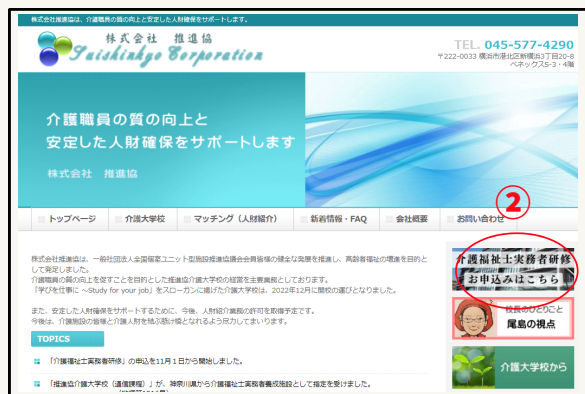 株式会社推進協は、介護職員の質の向上と安定した人財確保をサポートします。
株式会社 推進協
Suishinkyo Corporation
TEL. 045-577-4290
〒222-0033 横浜市港北区新横浜3丁目20-8
ベネックスS-3・4階
介護職員の質の向上と
安定した人財確保をサポートします
株式会社 推進協
②
トップページ
介護大学校
マッチング（人財紹介）
新着情報・FAQ
会社概要
お問い合わせ
株式会社推進協は、一般社団法人全国個室ユニット型施設推進協議会会員皆様の健全な発展を推進し、高齢者福祉の増進を目的と
して発足しました。
介護職員の質の向上を促すことを目的とした推進協介護大学校の経営を主要業務としております。
「学びを仕事に ～Study for your job」をスローガンに掲げた介護大学校は、2022年12月に開校の運びとなりました。
また、安定した人財確保をサポートするために、今後、人財紹介業務の許可を取得予定です。
今後は、介護施設の皆様と介護人財を結ぶ懸け橋となれるよう尽力してまいります。
TOPICS
「介護福祉士実務者研修」の申込を11月１日から開始しました。
「推進協介護大学校（通信課程）」が、神奈川県から介護福祉士実務者養成施設として指定を受けました。
介護福祉士実務者研修
お申込みはこちら
校長のひとりごと
尾島の視点
介護大学校から